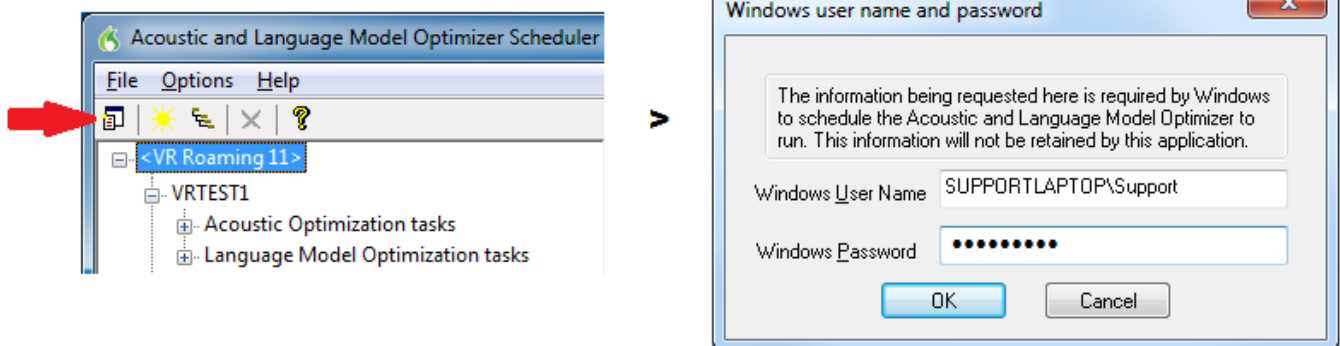 Acoustic and Language Model Optimizer Scheduler
File Options Help
<VR Roaming 11>
VRTEST1
Acoustic Optimization tasks
Language Model Optimization tasks
>
Windows user name and password
The information being requested here is required by Windows
to schedule the Acoustic and Language Model Optimizer to
run. This information will not be retained by this application.
Windows User Name SUPPORTLAPTOP\Support
Windows Password •••••••••
OK Cancel